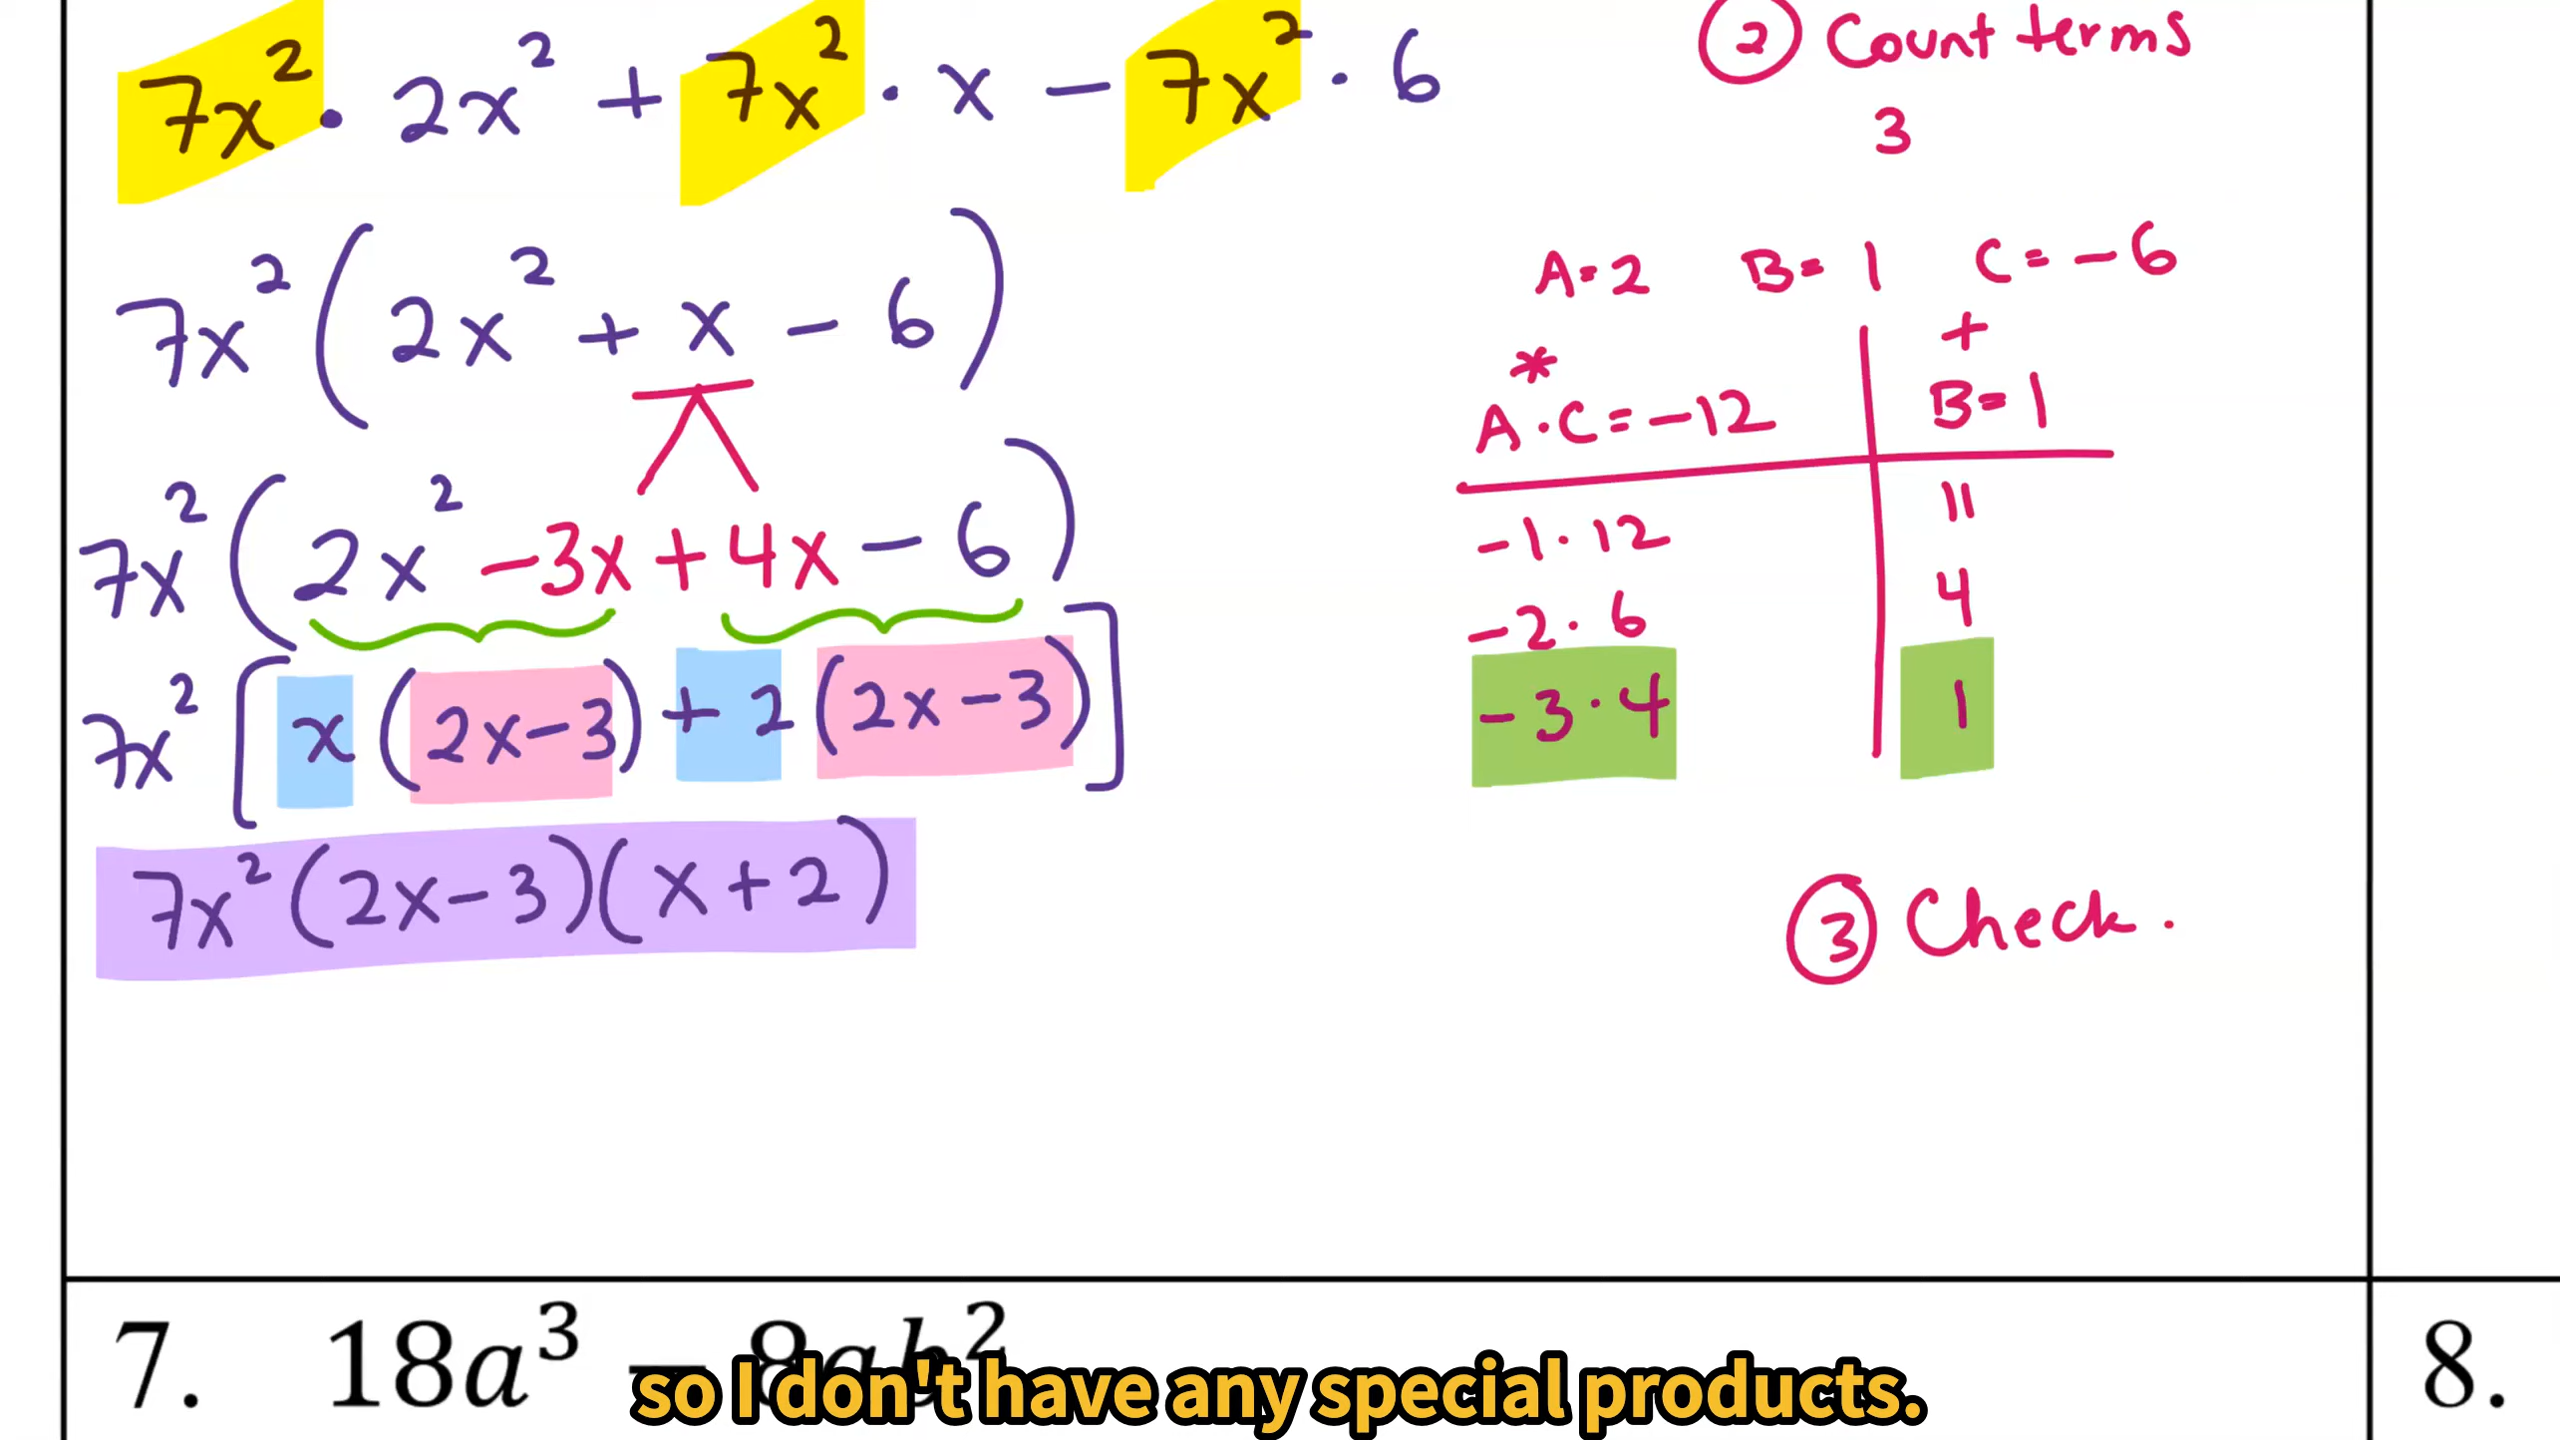 7x² · 2x² + 7x² · x − 7x² · 6
② Count terms
3
7x²(2x² + x − 6)
A=2 B=1 C=−6
* +
A·C=−12 B=1
7x²(2x² −3x +4x − 6)
−1·12 11
−2·6 4
−3·4 1
7x²[x(2x−3) + 2(2x−3)]
7x²(2x−3)(x+2)
③ Check.
7. 18a³ − 8ab²
8.
so I don't have any special products.